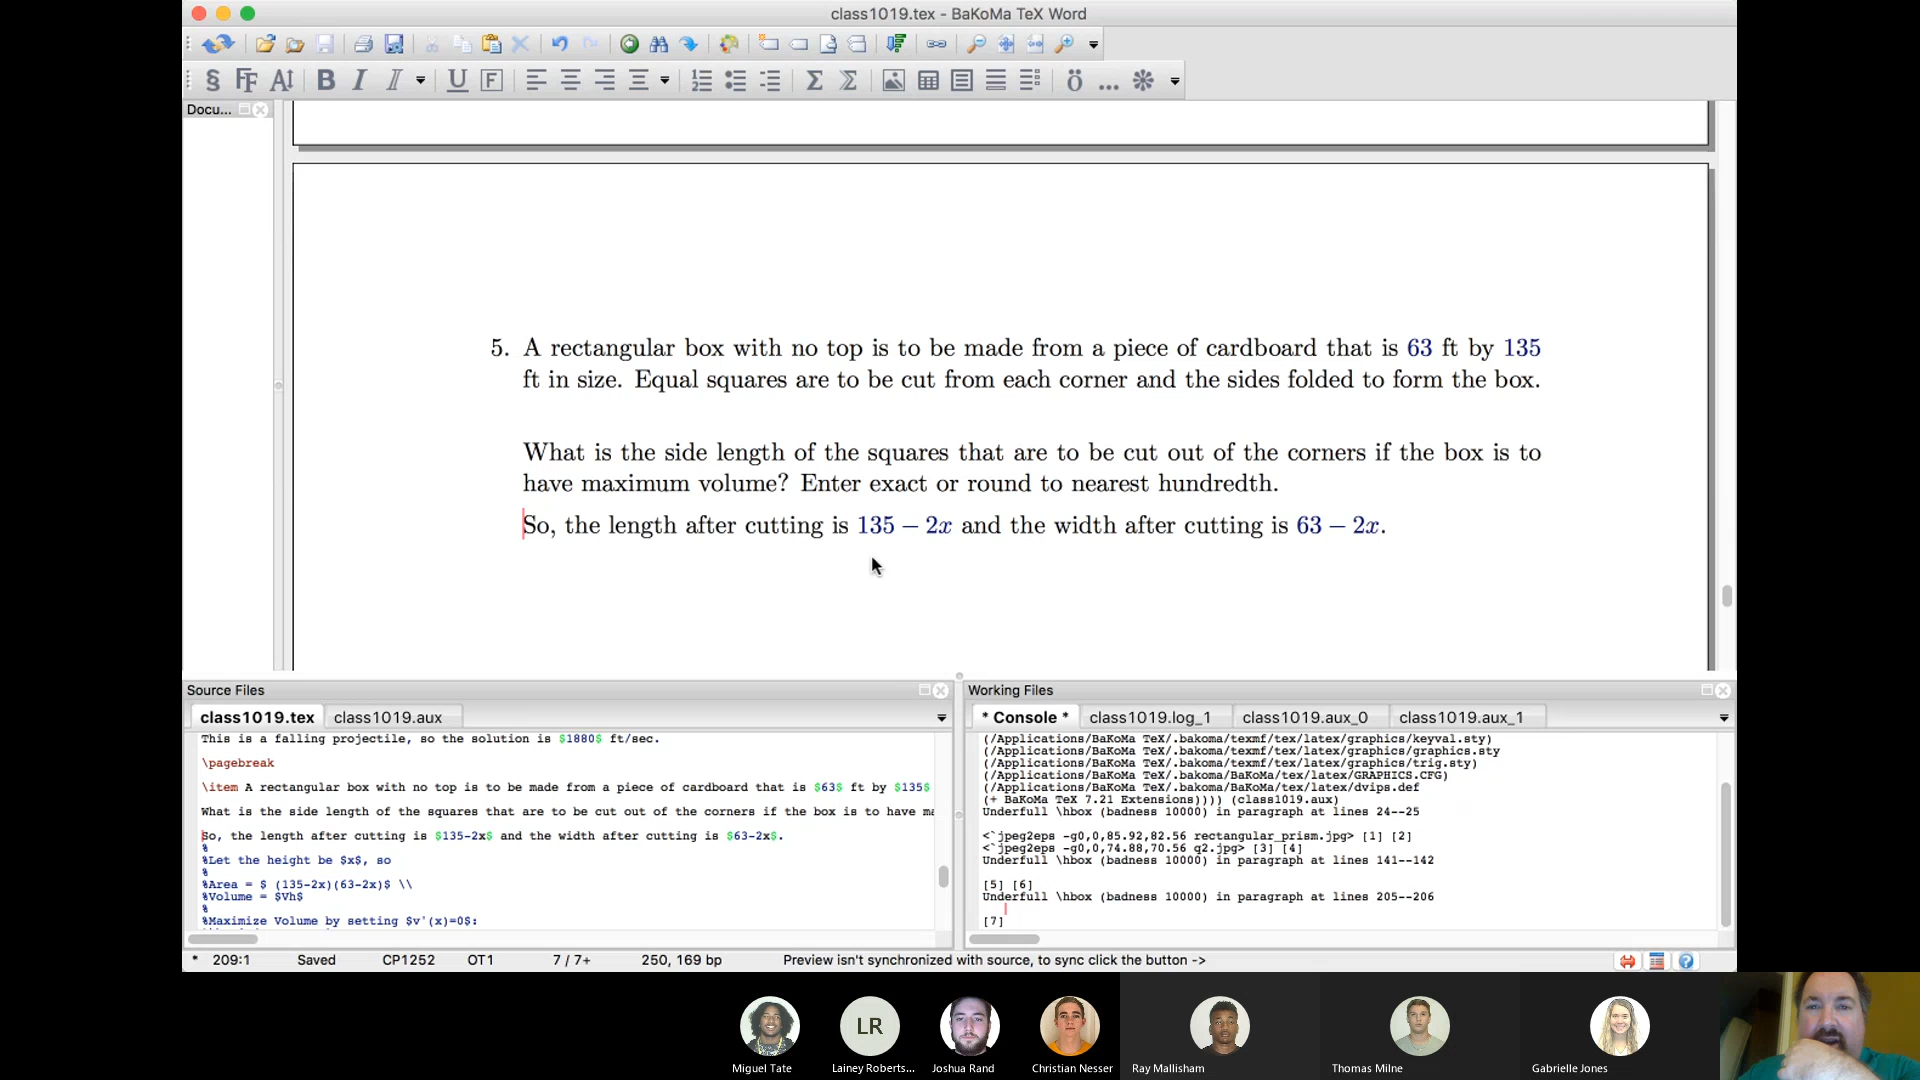 class1019.tex - BaKoMa TeX Word
Docu...
5. A rectangular box with no top is to be made from a piece of cardboard that is 63 ft by 135
ft in size. Equal squares are to be cut from each corner and the sides folded to form the box.
What is the side length of the squares that are to be cut out of the corners if the box is to
have maximum volume? Enter exact or round to nearest hundredth.
So, the length after cutting is 135 − 2x and the width after cutting is 63 − 2x.
Source Files
class1019.tex class1019.aux
This is a falling projectile, so the solution is $1880$ ft/sec.
\pagebreak
\item A rectangular box with no top is to be made from a piece of cardboard that is $63$ ft by $135$
What is the side length of the squares that are to be cut out of the corners if the box is to have ma
So, the length after cutting is $135-2x$ and the width after cutting is $63-2x$.
%
%Let the height be $x$, so
%
%Area = $ (135-2x)(63-2x)$ \\
%Volume = $Vh$
%
%Maximize Volume by setting $v'(x)=0$:
Working Files
* Console * class1019.log_1 class1019.aux_0 class1019.aux_1
(/Applications/BaKoMa TeX/.bakoma/texmf/tex/latex/graphics/keyval.sty)
(/Applications/BaKoMa TeX/.bakoma/texmf/tex/latex/graphics/graphics.sty
(/Applications/BaKoMa TeX/.bakoma/texmf/tex/latex/graphics/trig.sty)
(/Applications/BaKoMa TeX/.bakoma/BaKoMa/tex/latex/GRAPHICS.CFG)
(/Applications/BaKoMa TeX/.bakoma/texmf/tex/latex/dvips.def
(+ BaKoMa TeX 7.21 Extensions)))) (class1019.aux)
Underfull \hbox (badness 10000) in paragraph at lines 24--25
<`jpeg2eps -g0,0,85.92,82.56 rectangular_prism.jpg> [1] [2]
<`jpeg2eps -g0,0,74.88,70.56 q2.jpg> [3] [4]
Underfull \hbox (badness 10000) in paragraph at lines 141--142
[5] [6]
Underfull \hbox (badness 10000) in paragraph at lines 205--206
[7]
* 209:1 Saved CP1252 OT1 7 / 7+ 250, 169 bp Preview isn't synchronized with source, to sync click the button ->
LR
Miguel Tate Lainey Roberts... Joshua Rand Christian Nesser Ray Mallisham Thomas Milne Gabrielle Jones